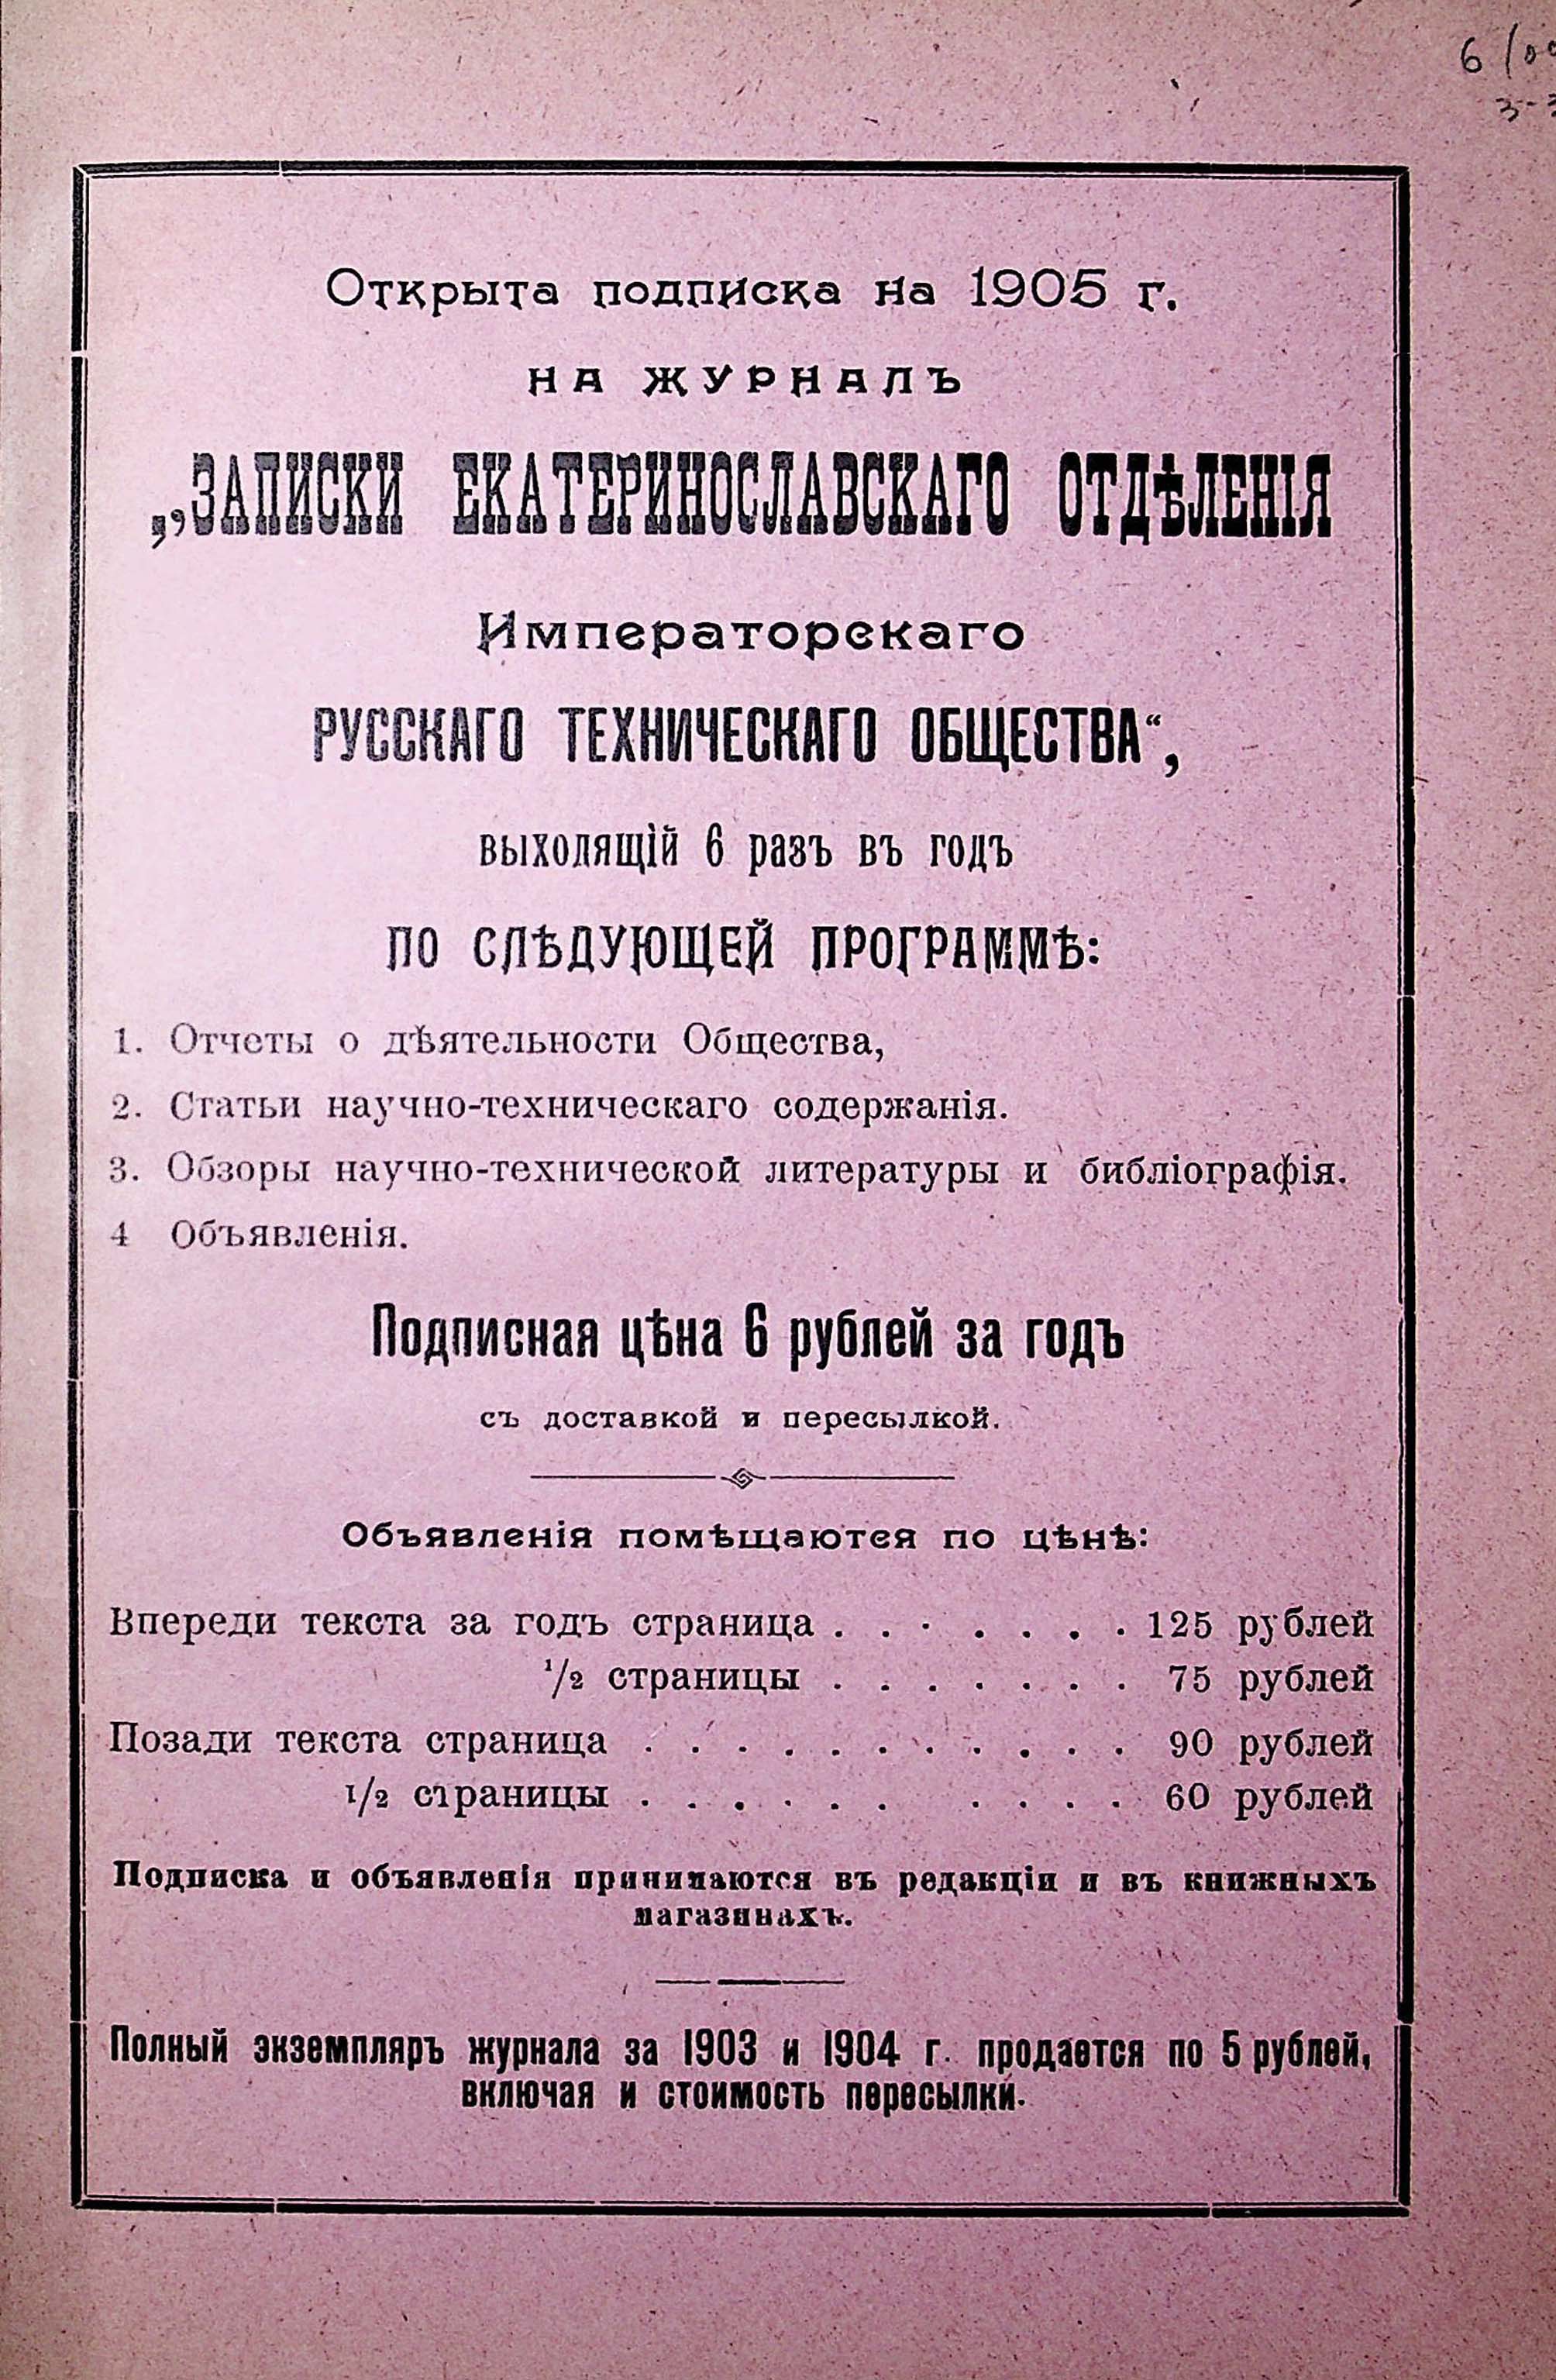 Открыта подписка на 1905 г.
НА ЖУРНАЛЪ
„ЗАПИСКИ ЕКАТЕРИНОСЛАВСКАГО ОТДѢЛЕНІЯ
Императорскаго
РУССКАГО ТЕХНИЧЕСКАГО ОБЩЕСТВА“,
выходящій 6 разъ въ годъ
ПО СЛѢДУЮЩЕЙ ПРОГРАММѢ:
1. Отчеты о дѣятельности Общества,
2. Статьи научно-техническаго содержанія.
3. Обзоры научно-технической литературы и библіографія.
4 Объявленія.
Подписная цѣна 6 рублей за годъ
съ доставкой и пересылкой.
Объявленія помѣщаются по цѣнѣ:
Впереди текста за годъ страница . . . . . . . 125 рублей
1/2 страницы . . . . . . . 75 рублей
Позади текста страница . . . . . . . . . . . 90 рублей
1/2 страницы . . . . . . . . . . 60 рублей
Подписка и объявленія принимаются въ редакціи и въ книжныхъ
магазинахъ.
Полный экземпляръ журнала за 1903 и 1904 г. продается по 5 рублей,
включая и стоимость пересылки.